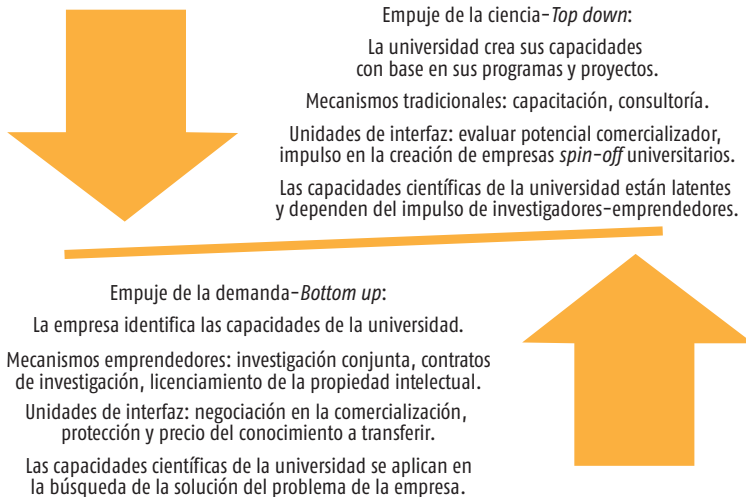 Empuje de la ciencia-Top down:
La universidad crea sus capacidades
con base en sus programas y proyectos.
Mecanismos tradicionales: capacitación, consultoría.
Unidades de interfaz: evaluar potencial comercializador,
impulso en la creación de empresas spin-off universitarios.
Las capacidades científicas de la universidad están latentes
y dependen del impulso de investigadores-emprendedores.
Empuje de la demanda-Bottom up:
La empresa identifica las capacidades de la universidad.
Mecanismos emprendedores: investigación conjunta, contratos
de investigación, licenciamiento de la propiedad intelectual.
Unidades de interfaz: negociación en la comercialización,
protección y precio del conocimiento a transferir.
Las capacidades científicas de la universidad se aplican en
la búsqueda de la solución del problema de la empresa.